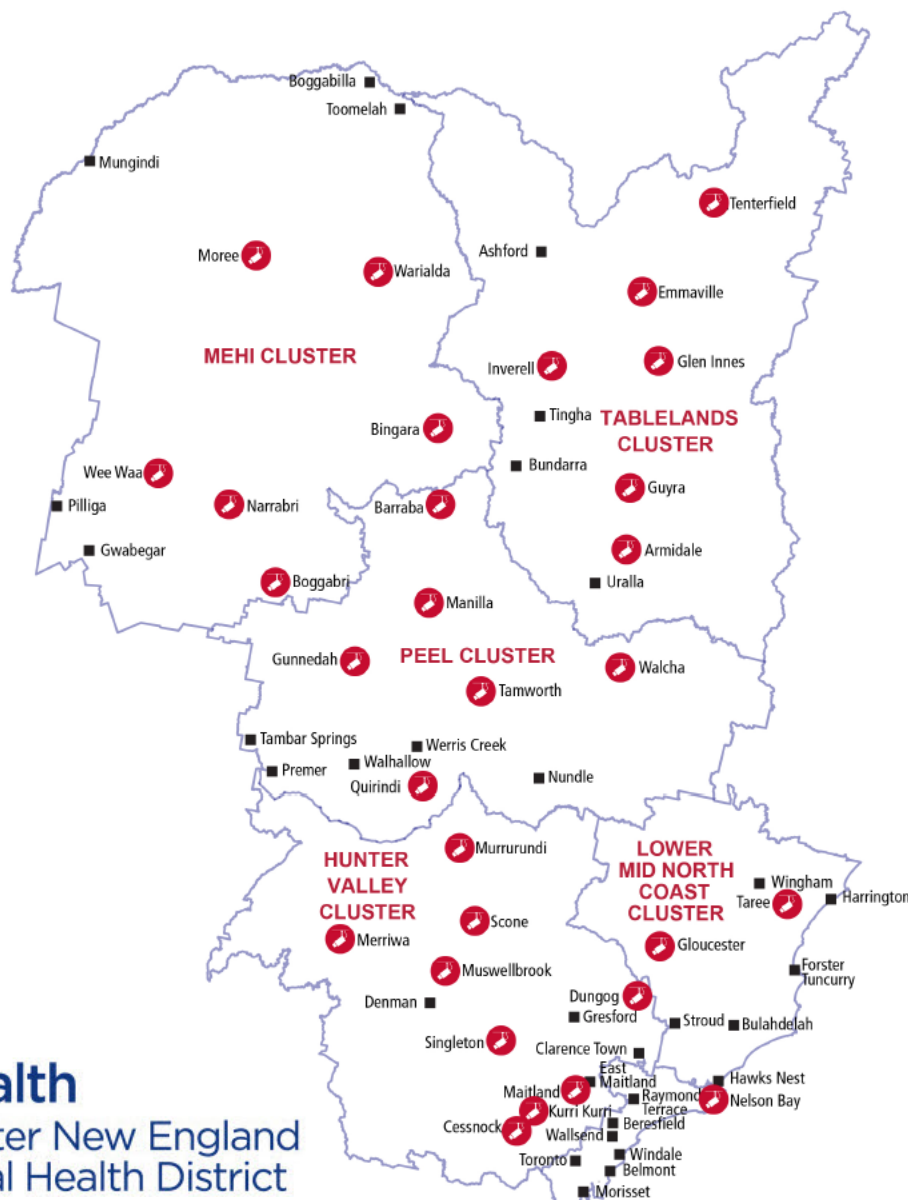 Boggabilla
Toomelah
Mungindi
Tenterfield
Moree
Ashford
Warialda
Emmaville
MEHI CLUSTER
Inverell
Glen Innes
Tingha
TABLELANDS
CLUSTER
Bingara
Bundarra
Wee Waa
Guyra
Pilliga
Narrabri
Barraba
Gwabegar
Armidale
Boggabri
Uralla
Manilla
Gunnedah
PEEL CLUSTER
Walcha
Tamworth
Tambar Springs
Werris Creek
Premer
Walhallow
Nundle
Quirindi
Murrurundi
HUNTER
VALLEY
CLUSTER
LOWER
MID NORTH
COAST
CLUSTER
Wingham
Taree
Harrington
Scone
Merriwa
Gloucester
Muswellbrook
Forster
Tuncurry
Denman
Dungog
Gresford
Stroud
Bulahdelah
Singleton
Clarence Town
East
Maitland
Maitland
Raymond
Terrace
Hawks Nest
Nelson Bay
Kurri Kurri
Cessnock
Beresfield
Wallsend
Toronto
Windale
Belmont
Morisset
alth
ter New England
al Health District